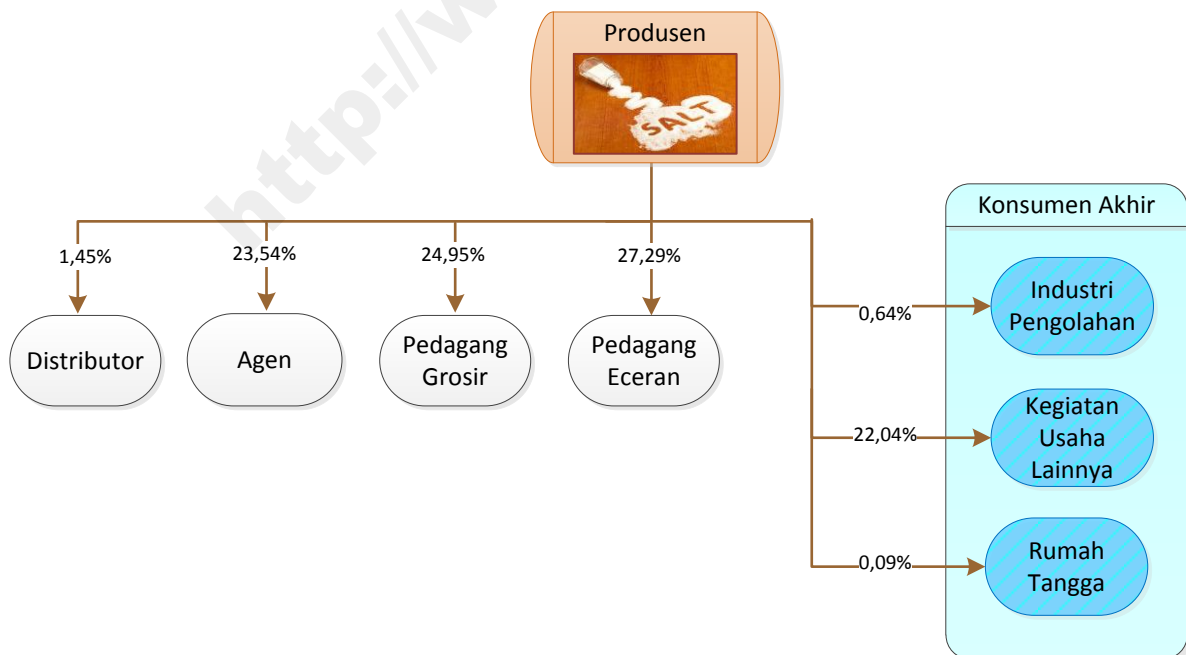 Produsen
SALT
http://w
Konsumen Akhir
1,45%
23,54%
24,95%
27,29%
Industri
Pengolahan
0,64%
Distributor
Agen
Pedagang
Grosir
Pedagang
Eceran
Kegiatan
Usaha
Lainnya
22,04%
Rumah
Tangga
0,09%